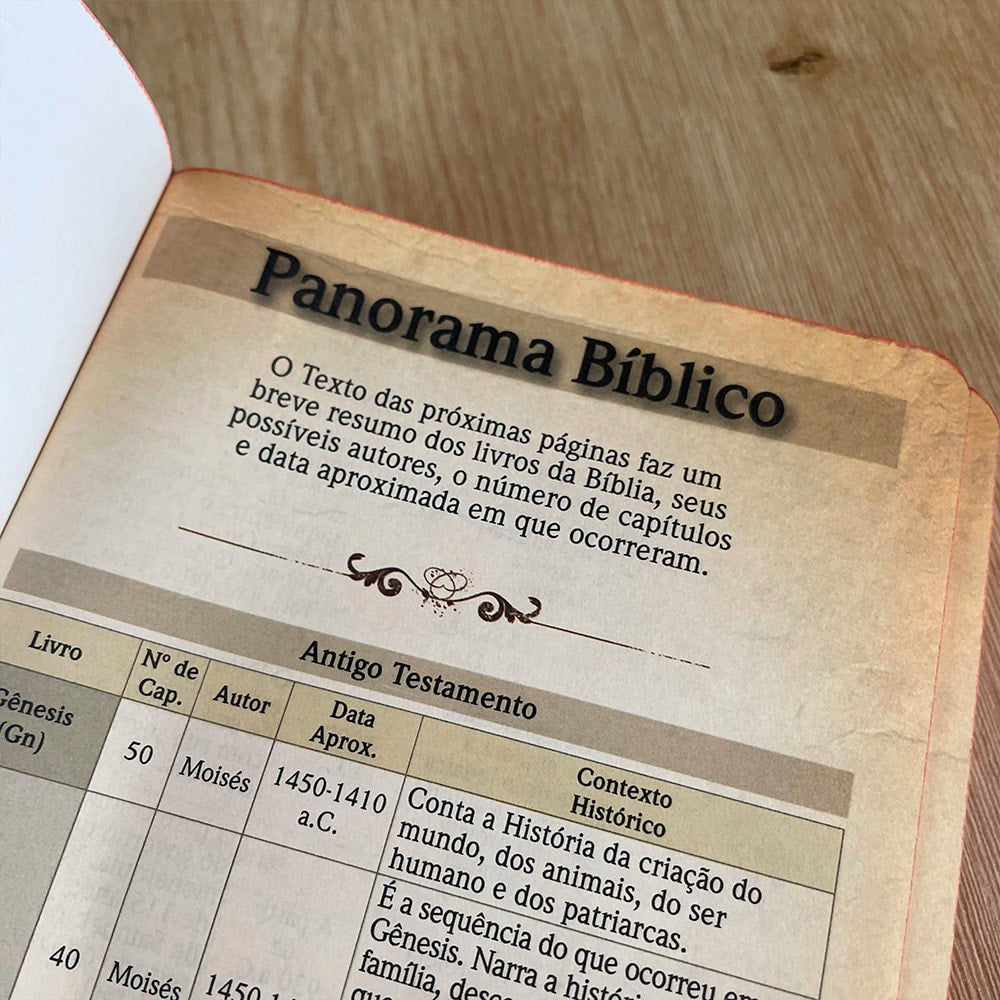 Panorama Bíblico
O Texto das próximas páginas faz um
breve resumo dos livros da Bíblia, seus
possíveis autores, o número de capítulos
e data aproximada em que ocorreram.
Antigo Testamento
Livro
Nº de
Cap.
Autor
Data
Aprox.
Contexto
Histórico
Gênesis
(Gn)
50
Moisés
1450-1410
a.C.
Conta a História da criação do
mundo, dos animais, do ser
humano e dos patriarcas.
40
Moisés
É a sequência do que ocorreu em
Gênesis. Narra a
família,